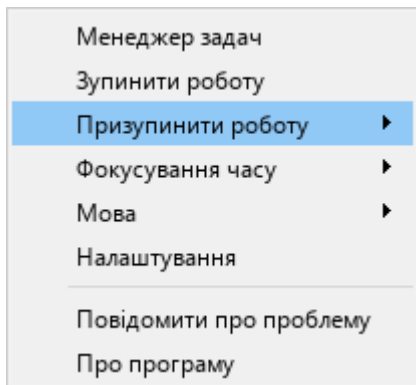 Менеджер задач
Зупинити роботу
Призупинити роботу
Фокусування часу
Мова
Налаштування
Повідомити про проблему
Про програму